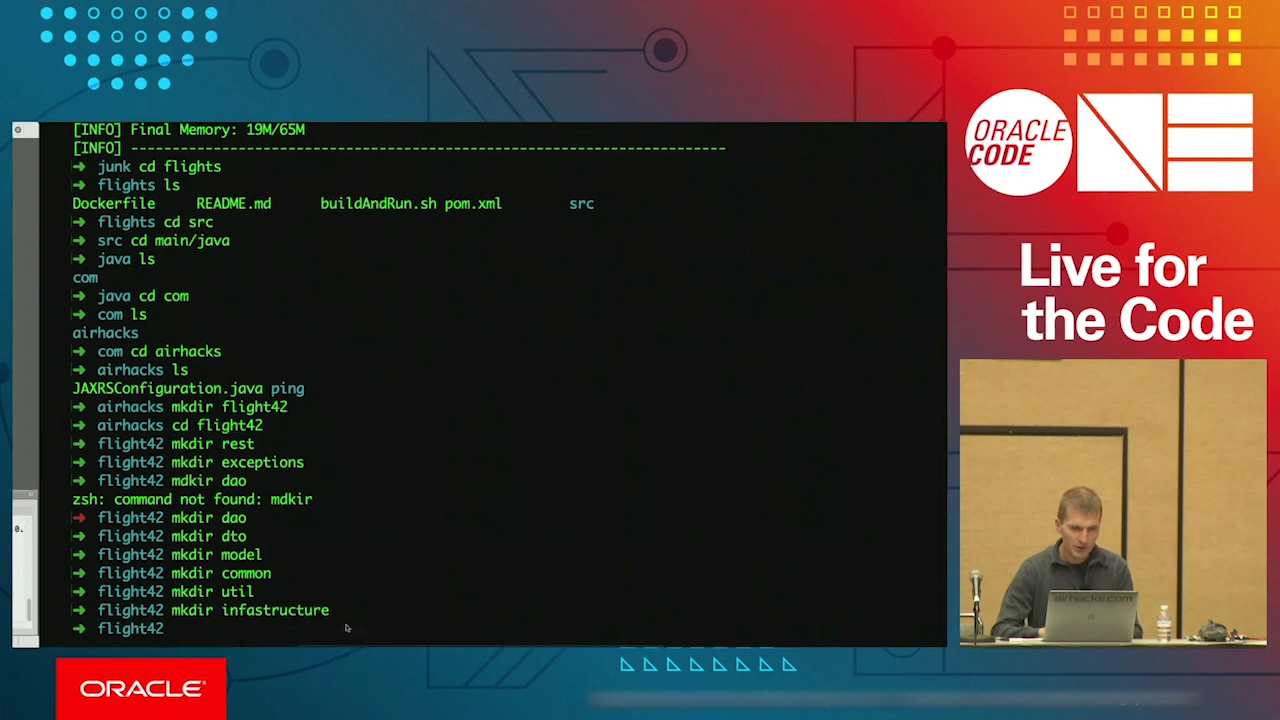 [INFO] Final Memory: 19M/65M
[INFO] ------------------------------------------------------------------------
➜ junk cd flights
➜ flights ls
Dockerfile README.md buildAndRun.sh pom.xml src
➜ flights cd src
➜ src cd main/java
➜ java ls
com
➜ java cd com
➜ com ls
airhacks
➜ com cd airhacks
➜ airhacks ls
JAXRSConfiguration.java ping
➜ airhacks mkdir flight42
➜ airhacks cd flight42
➜ flight42 mkdir rest
➜ flight42 mkdir exceptions
➜ flight42 mdkir dao
zsh: command not found: mdkir
➜ flight42 mkdir dao
➜ flight42 mkdir dto
➜ flight42 mkdir model
➜ flight42 mkdir common
➜ flight42 mkdir util
➜ flight42 mkdir infastructure
➜ flight42
0.
ORACLE
CODE
ONE
Live for
the Code
airhacks.com
ORACLE®